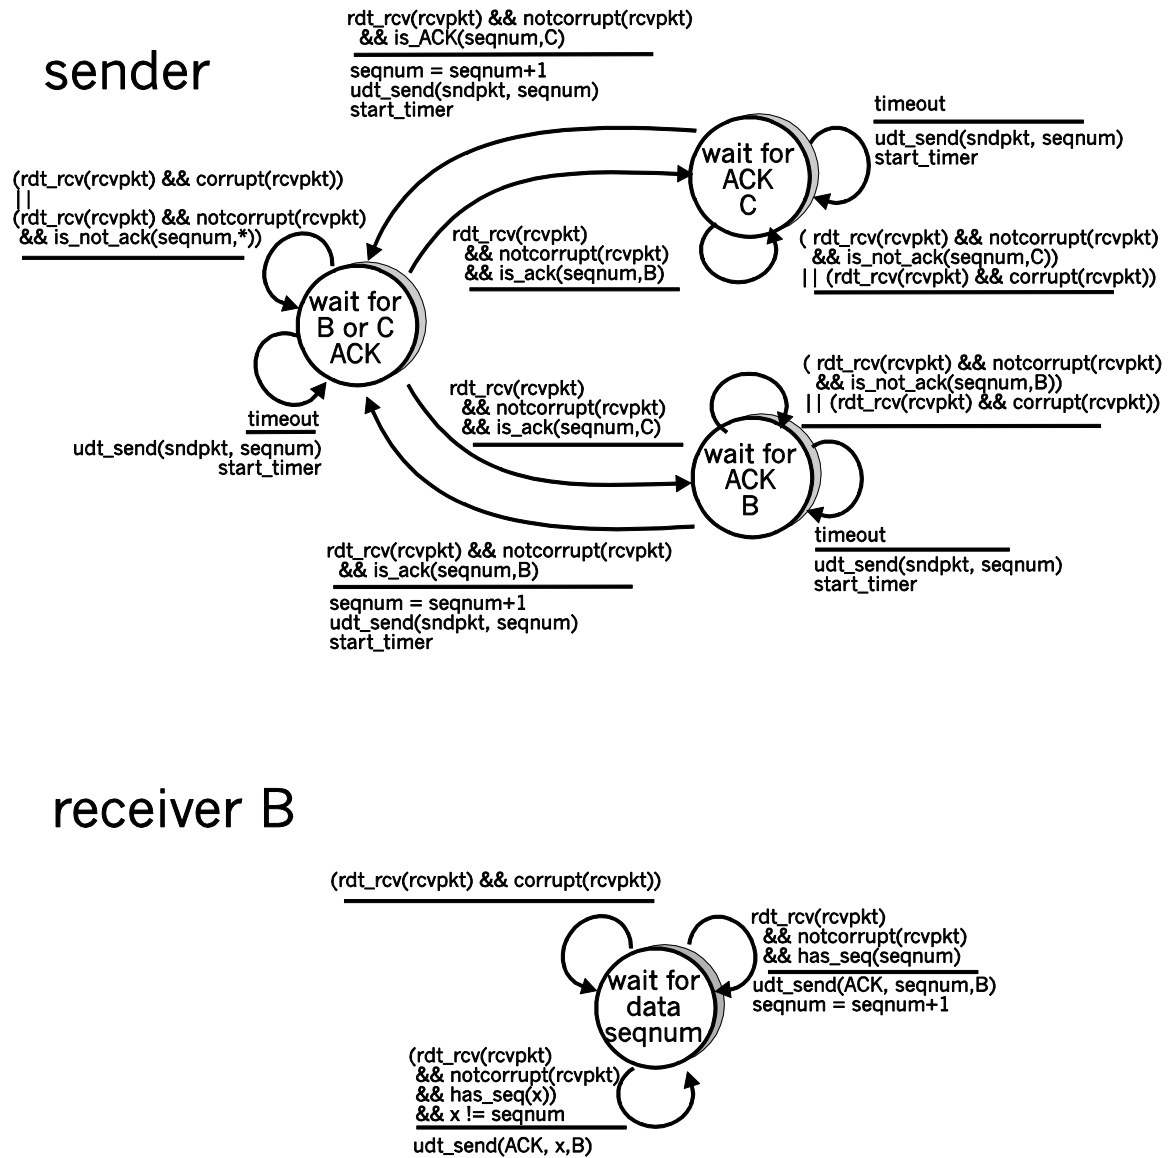 sender
rdt_rcv(rcvpkt) && notcorrupt(rcvpkt)
&& is_ACK(seqnum,C)
seqnum = seqnum+1
udt_send(sndpkt, seqnum)
start_timer
timeout
udt_send(sndpkt, seqnum)
start_timer
wait for
ACK
C
(rdt_rcv(rcvpkt) && corrupt(rcvpkt))
||
(rdt_rcv(rcvpkt) && notcorrupt(rcvpkt)
&& is_not_ack(seqnum,*))
rdt_rcv(rcvpkt)
&& notcorrupt(rcvpkt)
&& is_ack(seqnum,B)
( rdt_rcv(rcvpkt) && notcorrupt(rcvpkt)
&& is_not_ack(seqnum,C))
|| (rdt_rcv(rcvpkt) && corrupt(rcvpkt))
wait for
B or C
ACK
timeout
udt_send(sndpkt, seqnum)
start_timer
rdt_rcv(rcvpkt)
&& notcorrupt(rcvpkt)
&& is_ack(seqnum,C)
( rdt_rcv(rcvpkt) && notcorrupt(rcvpkt)
&& is_not_ack(seqnum,B))
|| (rdt_rcv(rcvpkt) && corrupt(rcvpkt))
wait for
ACK
B
timeout
udt_send(sndpkt, seqnum)
start_timer
rdt_rcv(rcvpkt) && notcorrupt(rcvpkt)
&& is_ack(seqnum,B)
seqnum = seqnum+1
udt_send(sndpkt, seqnum)
start_timer
receiver B
(rdt_rcv(rcvpkt) && corrupt(rcvpkt))
rdt_rcv(rcvpkt)
&& notcorrupt(rcvpkt)
&& has_seq(seqnum)
udt_send(ACK, seqnum,B)
seqnum = seqnum+1
wait for
data
seqnum
(rdt_rcv(rcvpkt)
&& notcorrupt(rcvpkt)
&& has_seq(x))
&& x != seqnum
udt_send(ACK, x,B)